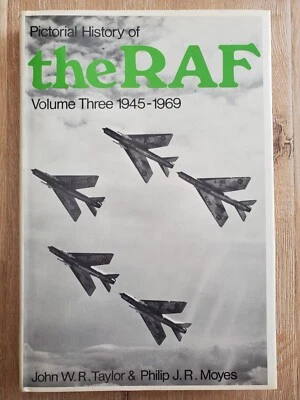 Pictorial History of
the RAF
Volume Three 1945-1969
John W.R. Taylor & Philip J.R. Moyes